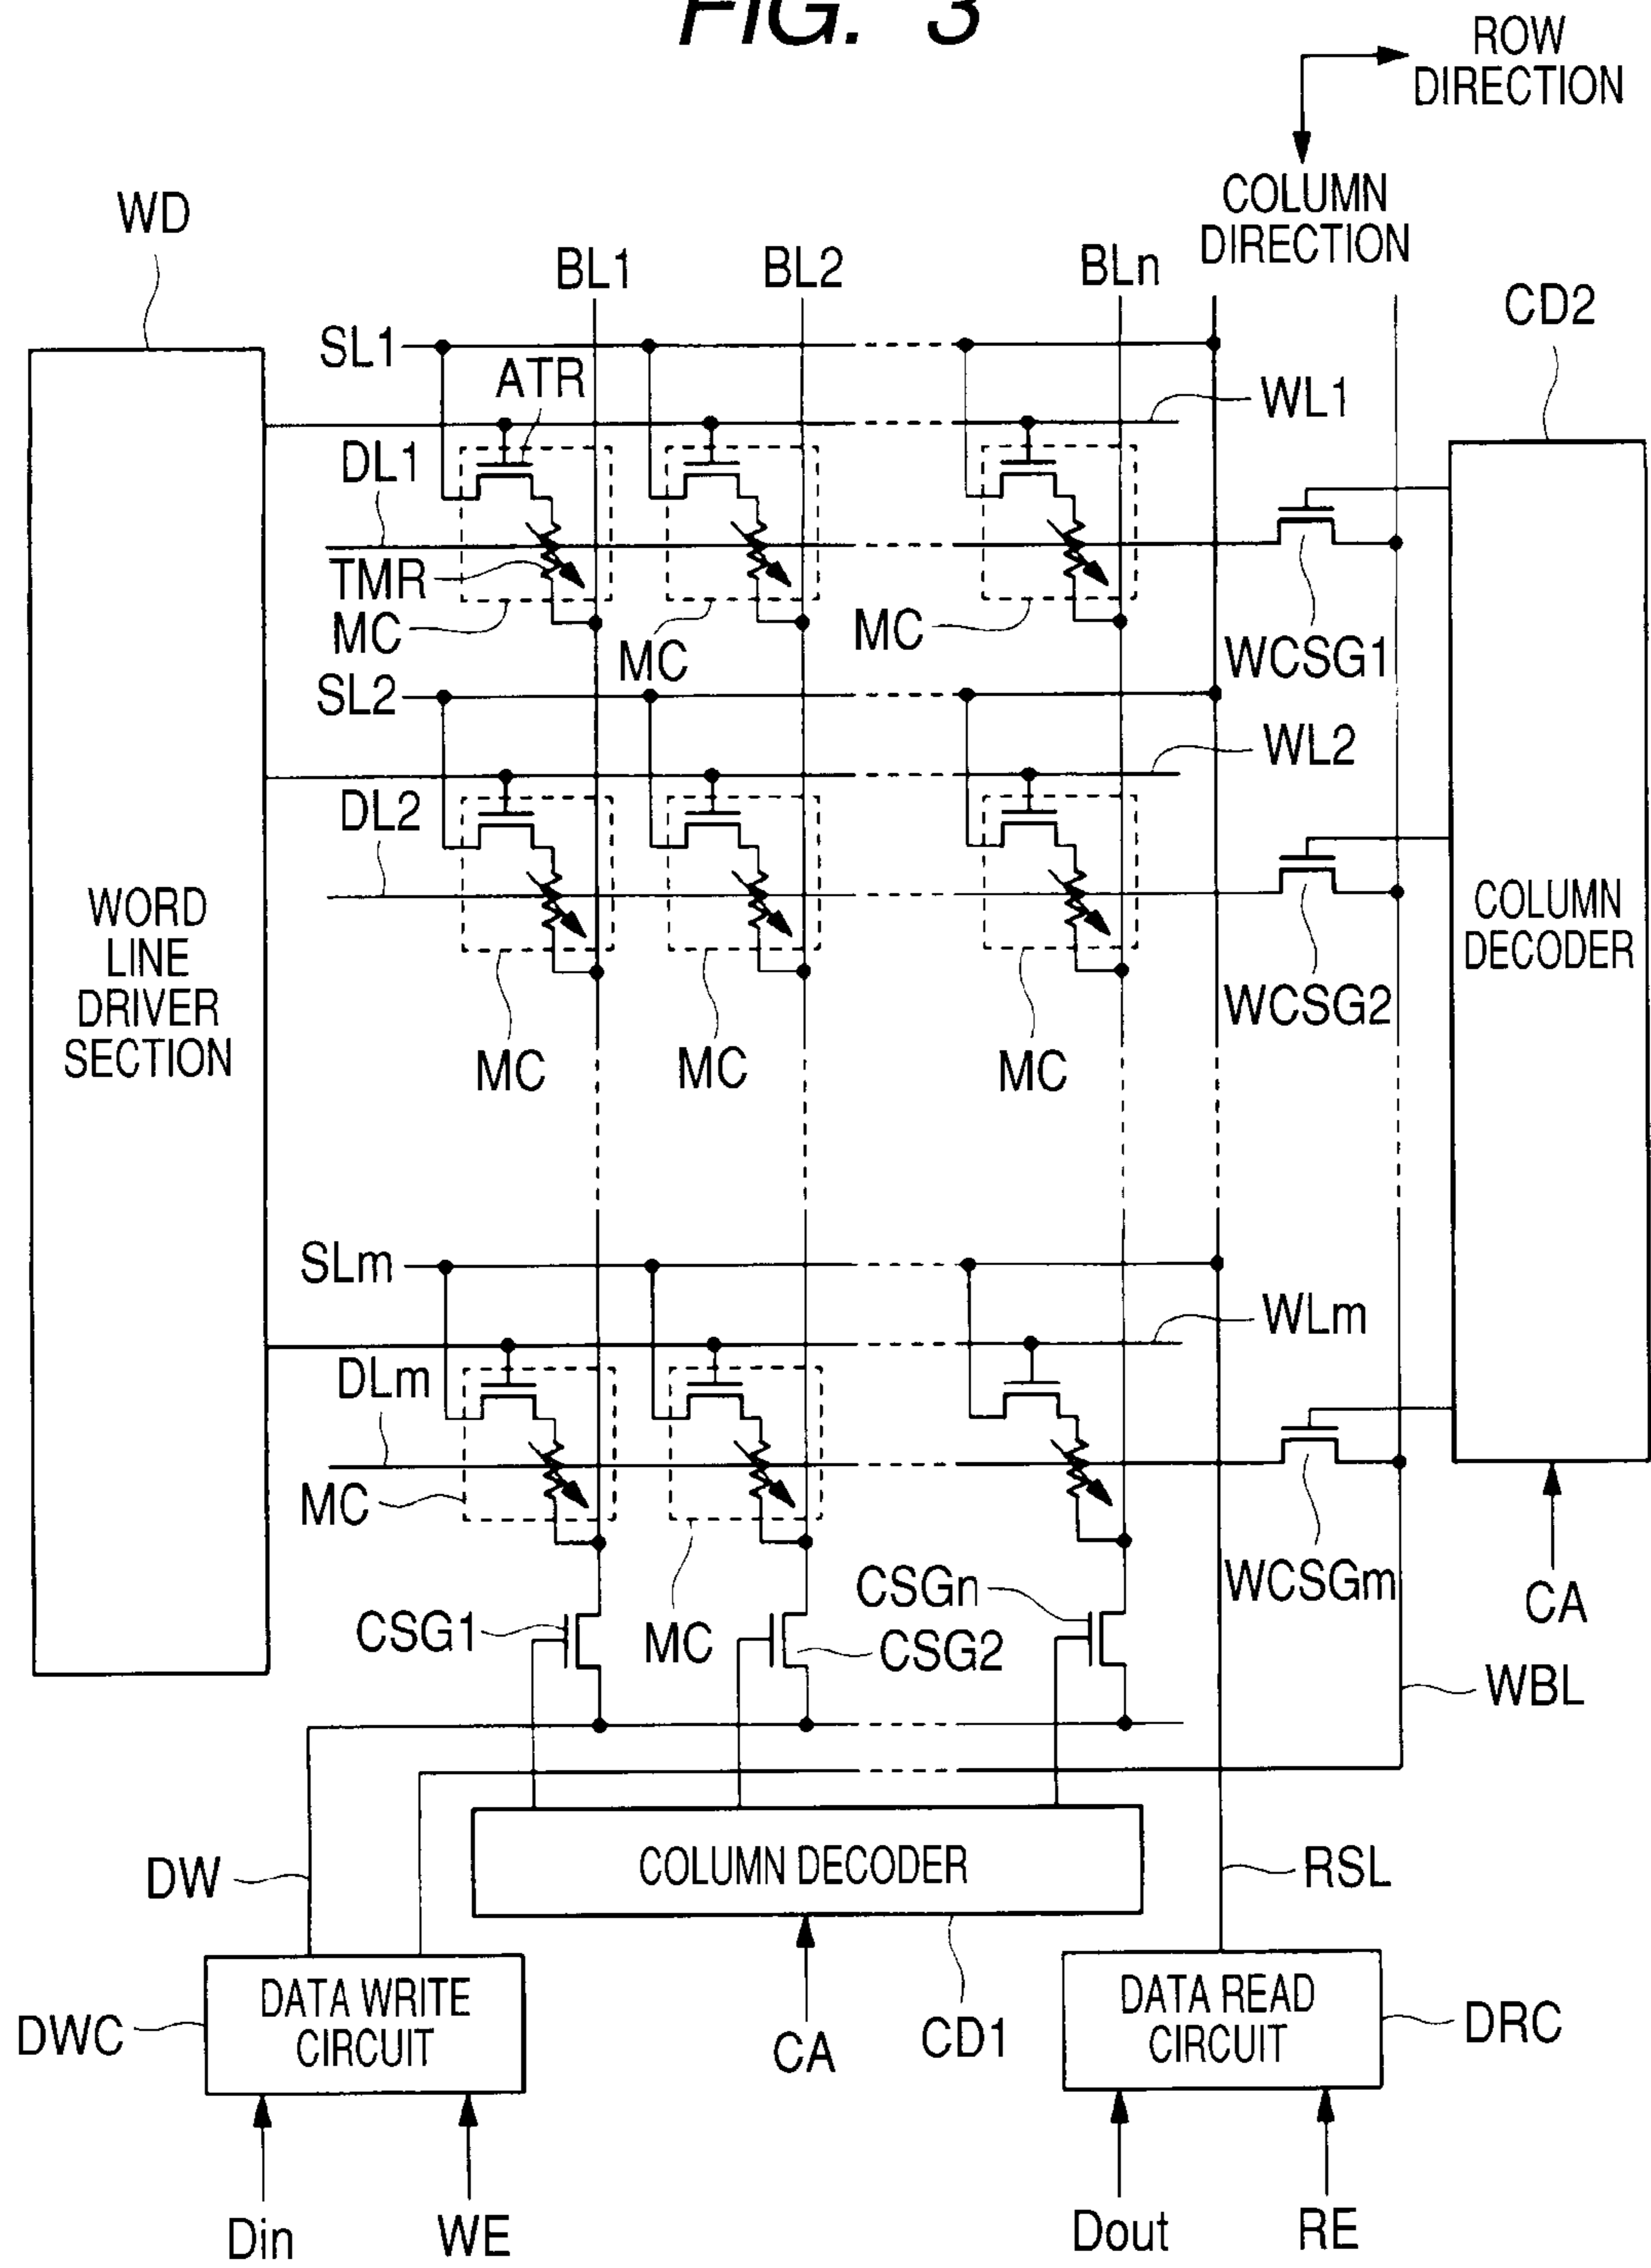 FIG. 3
ROW
DIRECTION
COLUMN
DIRECTION
WD
BL1
BL2
BLn
CD2
SL1
ATR
WL1
DL1
TMR
MC
MC
MC
WCSG1
SL2
WL2
DL2
WORD
LINE
DRIVER
SECTION
COLUMN
DECODER
WCSG2
MC
MC
MC
SLm
WLm
DLm
MC
WCSGm
CA
CSG1
MC
CSG2
CSGn
WBL
DW
COLUMN DECODER
RSL
DWC
DATA WRITE
CIRCUIT
CA
CD1
DATA READ
CIRCUIT
DRC
Din
WE
Dout
RE